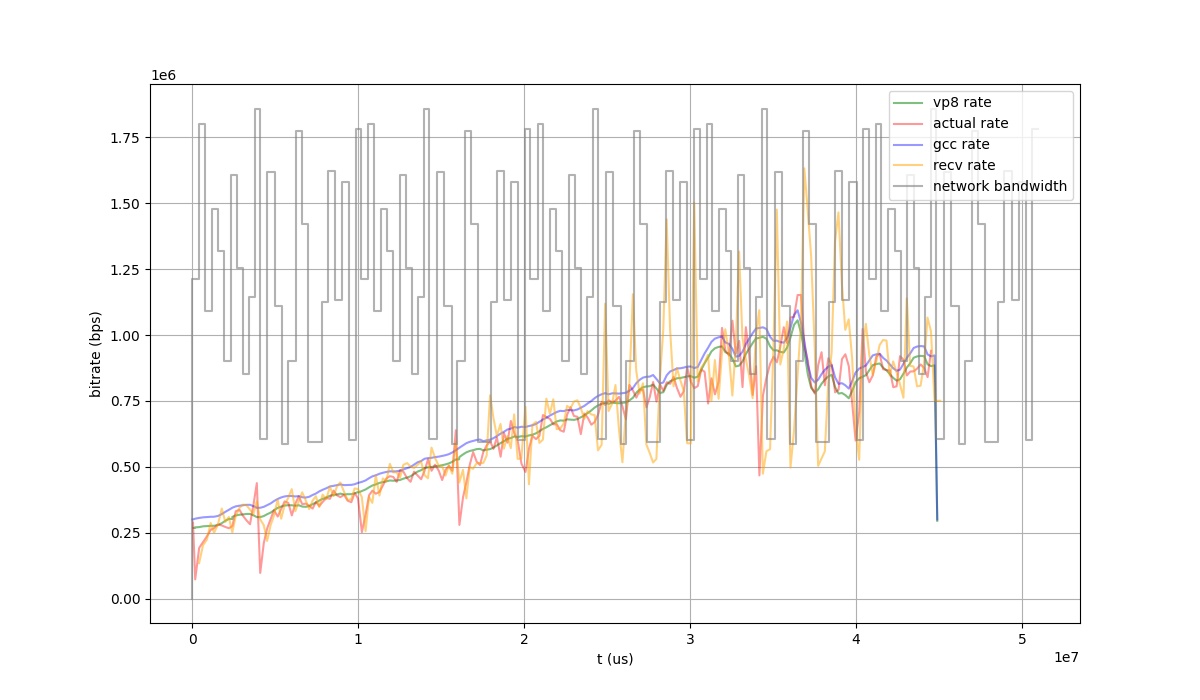 1e6
vp8 rate
actual rate
gcc rate
recv rate
network bandwidth
1.75
1.50
1.25
1.00
0.75
0.50
0.25
0.00
bitrate (bps)
0 1 2 3 4 5
t (us)
1e7